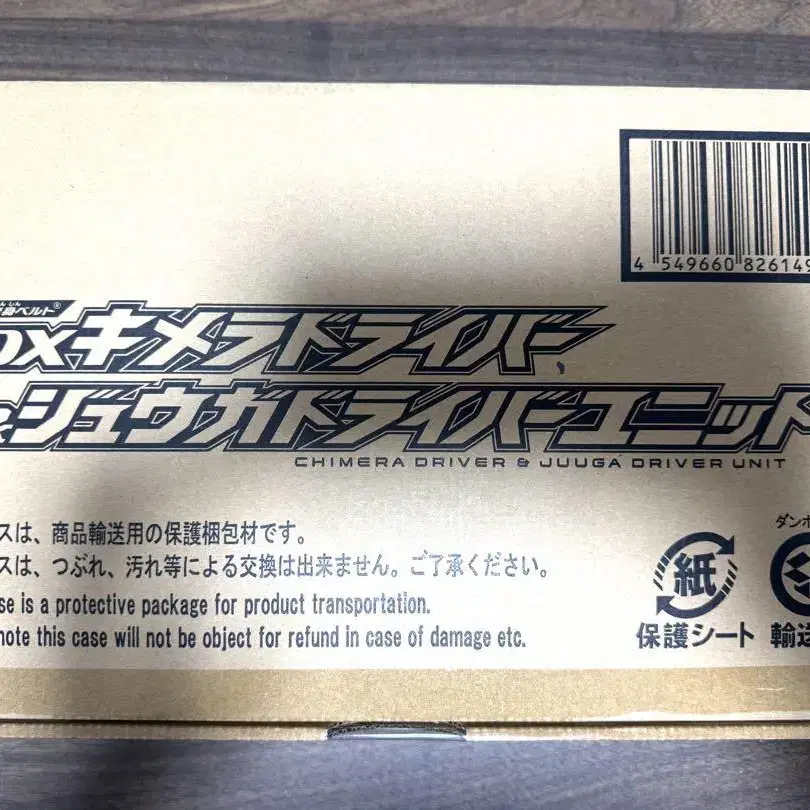 4 549660 826149
身ベルト®
DXキメラドライバー
&ジュウガドライバーユニット
CHIMERA DRIVER & JUUGA DRIVER UNIT
スは、商品輸送用の保護梱包材です。
スは、つぶれ、汚れ等による交換は出来ません。ご了承ください。
se is a protective package for product transportation.
note this case will not be object for refund in case of damage etc.
紙
保護シート
ダンボ
輸送